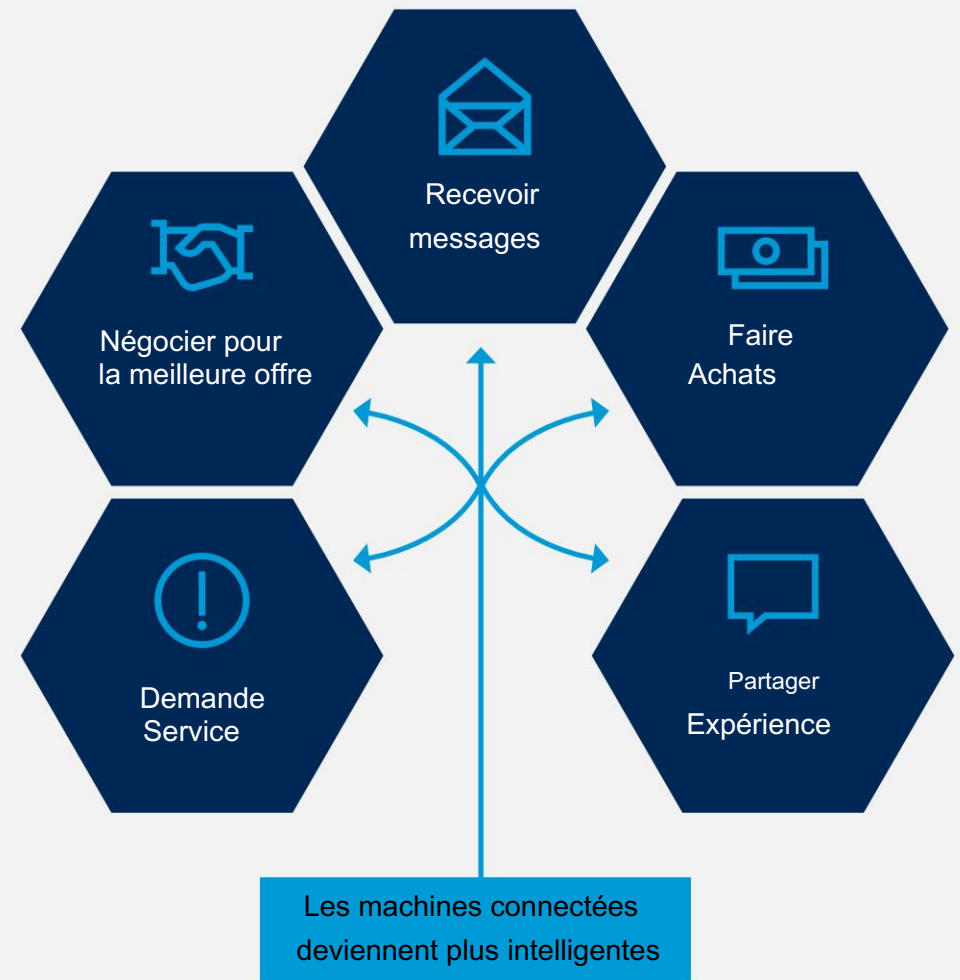 Recevoir
messages
Négocier pour
la meilleure offre
Faire
Achats
Demande
Service
Partager
Expérience
Les machines connectées
deviennent plus intelligentes